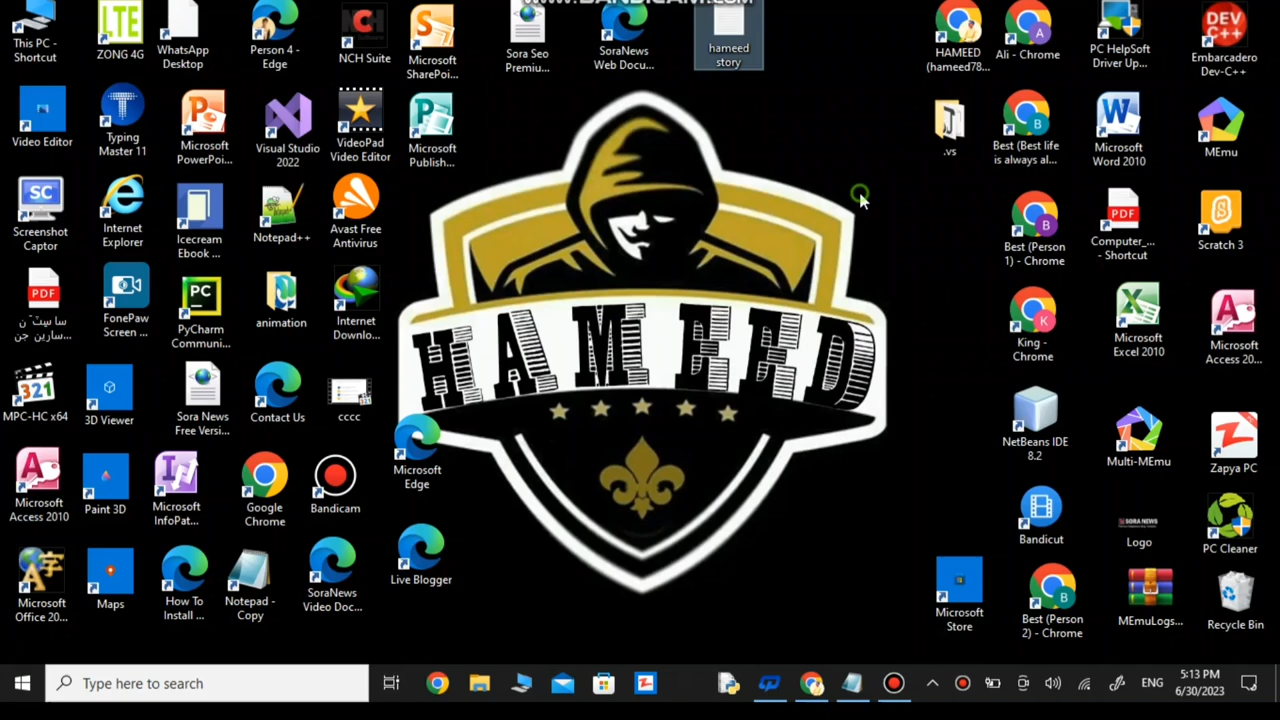 WWW.BANDICAM.COM
This PC -
Shortcut
ZONG 4G
WhatsApp
Desktop
Person 4 -
Edge
NCH Suite
Microsoft
SharePoi...
Sora Seo
Premiu...
SoraNews
Web Docu...
hameed
story
HAMEED
(hameed78...
Ali - Chrome
PC HelpSoft
Driver Up...
Embarcadero
Dev-C++
Video Editor
Typing
Master 11
Microsoft
PowerPoi...
Visual Studio
2022
VideoPad
Video Editor
Microsoft
Publish...
.vs
Best (Best life
is always al...
Microsoft
Word 2010
MEmu
Screenshot
Captor
Internet
Explorer
Icecream
Ebook ...
Notepad++
Avast Free
Antivirus
Best (Person
1) - Chrome
Computer_...
- Shortcut
Scratch 3
FonePaw
Screen ...
PyCharm
Communi...
animation
Internet
Downlo...
King -
Chrome
Microsoft
Excel 2010
Microsoft
Access 20...
HAMEED
MPC-HC x64
3D Viewer
Sora News
Free Versi...
Contact Us
cccc
Microsoft
Edge
NetBeans IDE
8.2
Multi-MEmu
Zapya PC
Microsoft
Access 2010
Paint 3D
Microsoft
InfoPat...
Google
Chrome
Bandicam
Bandicut
SORA NEWS
Logo
PC Cleaner
Microsoft
Office 20...
Maps
How To
Install ...
Notepad -
Copy
SoraNews
Video Doc...
Live Blogger
Microsoft
Store
Best (Person
2) - Chrome
MEmuLogs...
Recycle Bin
Type here to search
ENG
5:13 PM
6/30/2023